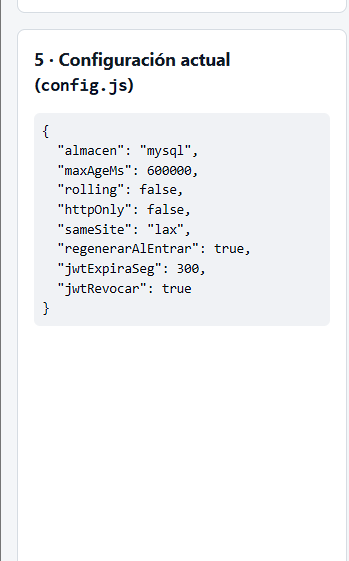 5 · Configuración actual
(config.js)
{
  "almacen": "mysql",
  "maxAgeMs": 600000,
  "rolling": false,
  "httpOnly": false,
  "sameSite": "lax",
  "regenerarAlEntrar": true,
  "jwtExpiraSeg": 300,
  "jwtRevocar": true
}